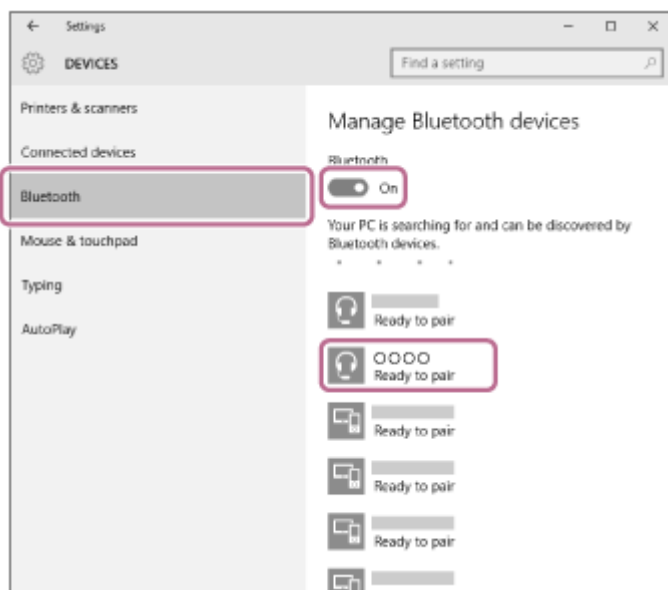 Settings
DEVICES
Find a setting
Printers & scanners
Connected devices
Bluetooth
Mouse & touchpad
Typing
AutoPlay
Manage Bluetooth devices
Bluetooth
On
Your PC is searching for and can be discovered by
Bluetooth devices.
Ready to pair
○○○○
Ready to pair
Ready to pair
Ready to pair
Ready to pair